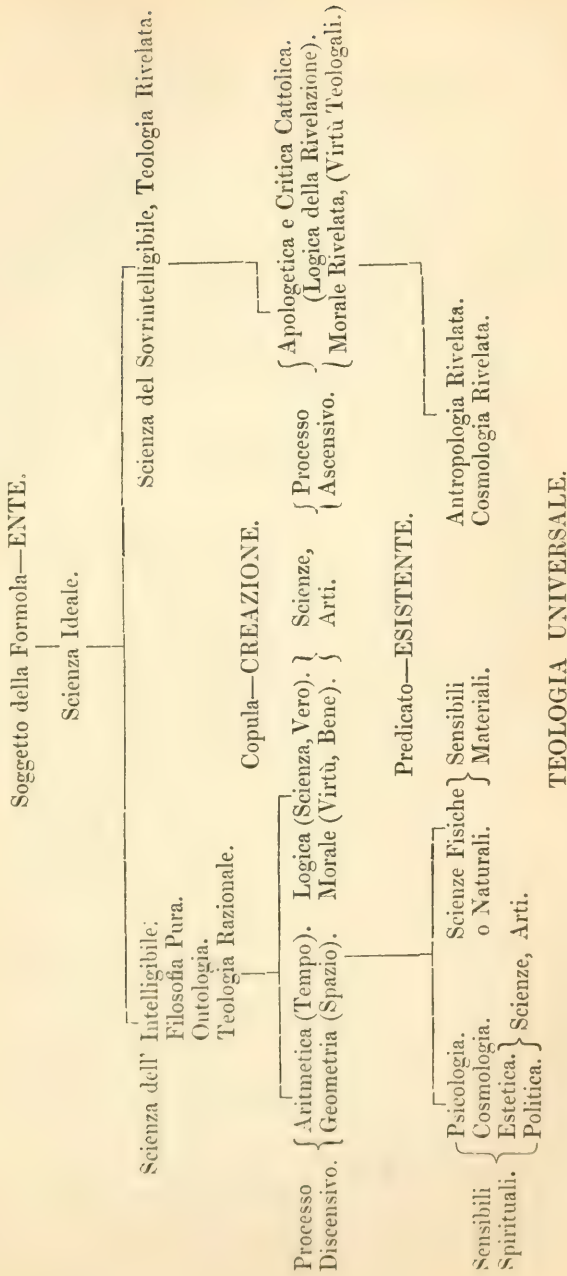 Soggetto della Formola—ENTE.
Scienza Ideale.
Scienza dell' Intelligibile:
Filosofia Pura.
Ontologia.
Teologia Razionale.
Scienza del Sovrintelligibile, Teologia Rivelata.
Copula—CREAZIONE.
Processo
Discensivo.
Aritmetica (Tempo).
Geometria (Spazio).
Logica (Scienza, Vero).
Morale (Virtù, Bene).
Scienze,
Arti.
Processo
Ascensivo.
Apologetica e Critica Cattolica.
(Logica della Rivelazione).
Morale Rivelata, (Virtù Teologali.)
Predicato—ESISTENTE.
Sensibili
Spirituali.
Psicologia.
Cosmologia.
Estetica.
Politica.
Scienze, Arti.
Scienze Fisiche
o Naturali.
Sensibili
Materiali.
Antropologia Rivelata.
Cosmologia Rivelata.
TEOLOGIA UNIVERSALE.